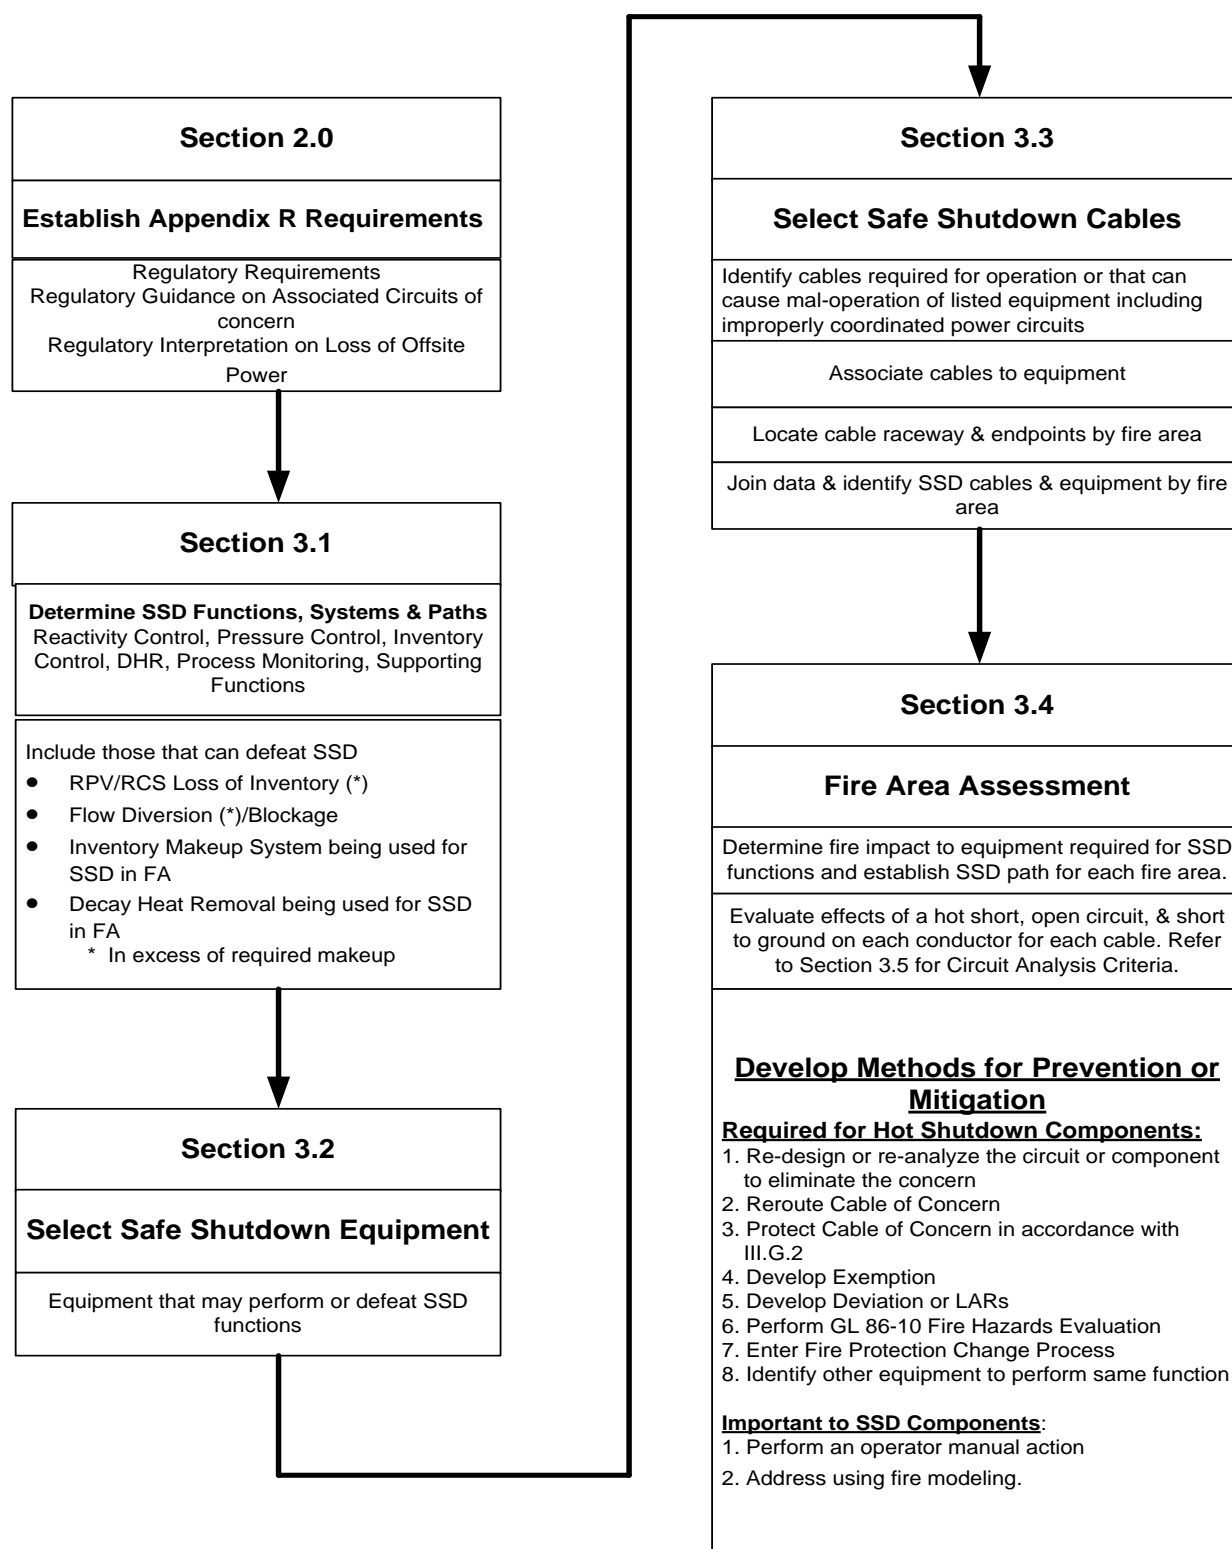 Section 2.0
Establish Appendix R Requirements
Regulatory Requirements
Regulatory Guidance on Associated Circuits of
concern
Regulatory Interpretation on Loss of Offsite
Power
Section 3.1
Determine SSD Functions, Systems & Paths
Reactivity Control, Pressure Control, Inventory
Control, DHR, Process Monitoring, Supporting
Functions
Include those that can defeat SSD
● RPV/RCS Loss of Inventory (*)
● Flow Diversion (*)/Blockage
● Inventory Makeup System being used for
SSD in FA
● Decay Heat Removal being used for SSD
in FA
* In excess of required makeup
Section 3.2
Select Safe Shutdown Equipment
Equipment that may perform or defeat SSD
functions
Section 3.3
Select Safe Shutdown Cables
Identify cables required for operation or that can
cause mal-operation of listed equipment including
improperly coordinated power circuits
Associate cables to equipment
Locate cable raceway & endpoints by fire area
Join data & identify SSD cables & equipment by fire
area
Section 3.4
Fire Area Assessment
Determine fire impact to equipment required for SSD
functions and establish SSD path for each fire area.
Evaluate effects of a hot short, open circuit, & short
to ground on each conductor for each cable. Refer
to Section 3.5 for Circuit Analysis Criteria.
Develop Methods for Prevention or
Mitigation
Required for Hot Shutdown Components:
1. Re-design or re-analyze the circuit or component
to eliminate the concern
2. Reroute Cable of Concern
3. Protect Cable of Concern in accordance with
III.G.2
4. Develop Exemption
5. Develop Deviation or LARs
6. Perform GL 86-10 Fire Hazards Evaluation
7. Enter Fire Protection Change Process
8. Identify other equipment to perform same function
Important to SSD Components:
1. Perform an operator manual action
2. Address using fire modeling.